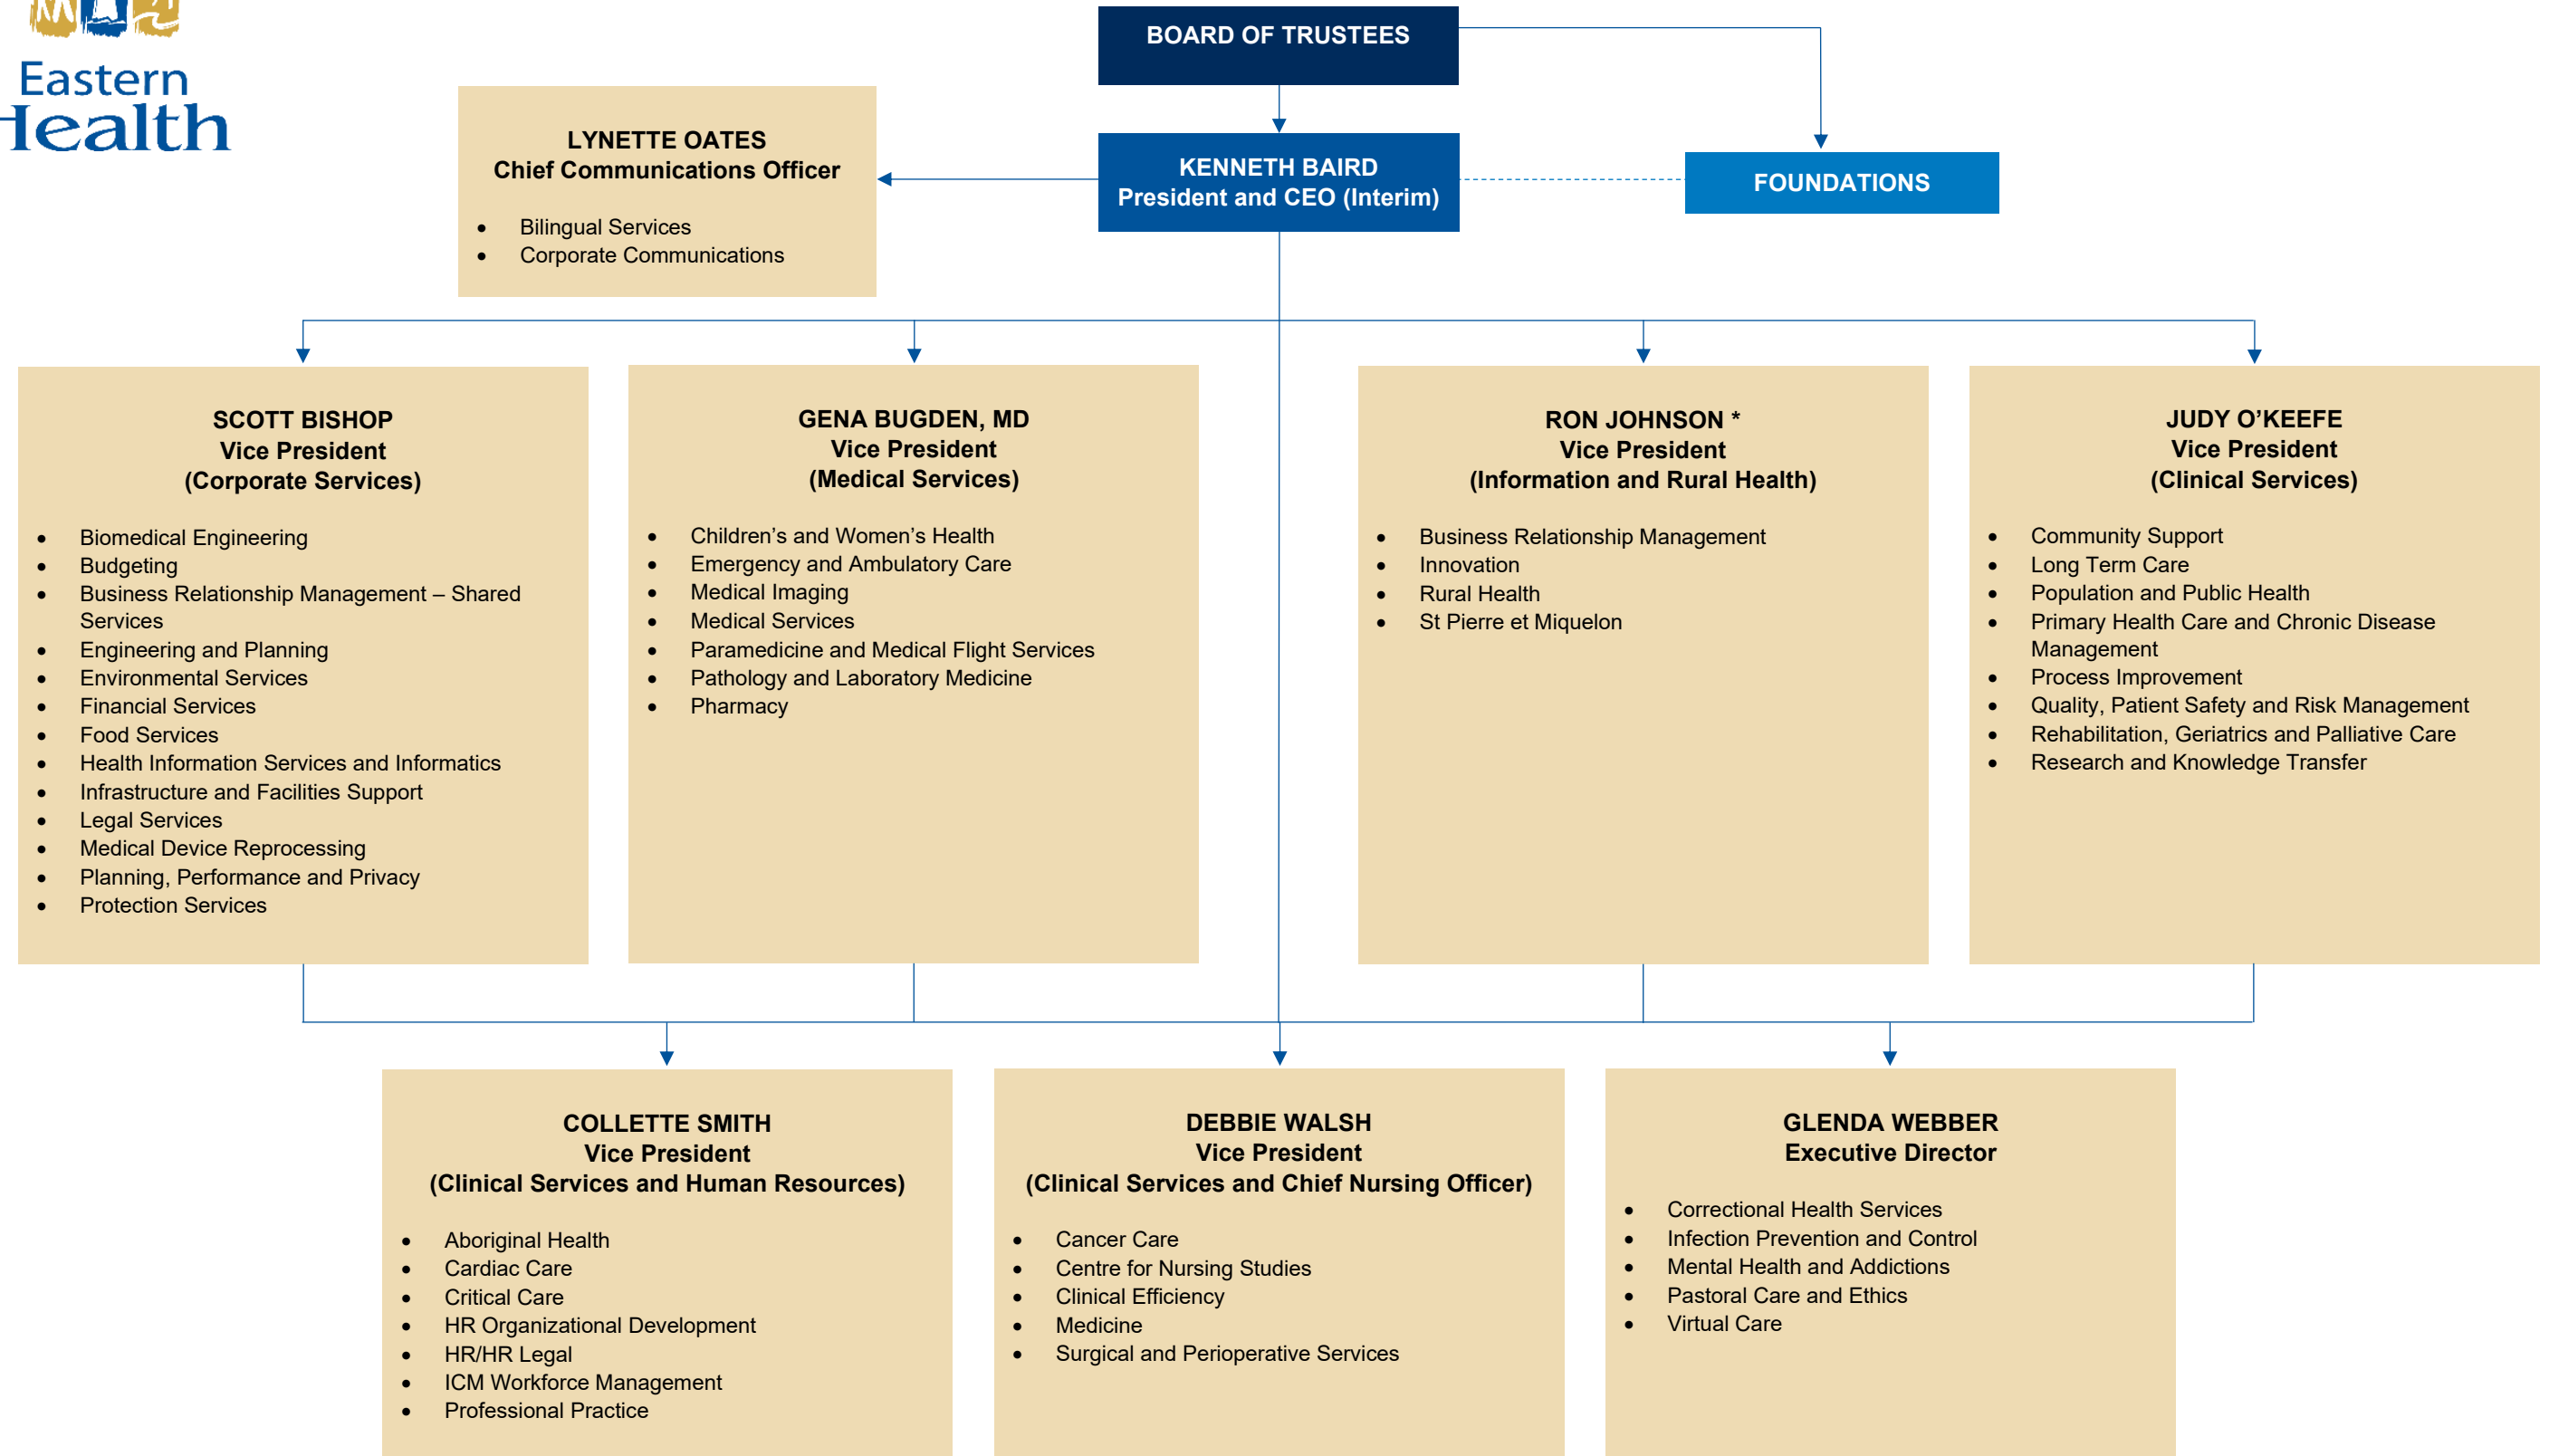 Eastern
Health
BOARD OF TRUSTEES
LYNETTE OATES
Chief Communications Officer
• Bilingual Services
• Corporate Communications
KENNETH BAIRD
President and CEO (Interim)
FOUNDATIONS
SCOTT BISHOP
Vice President
(Corporate Services)
• Biomedical Engineering
• Budgeting
• Business Relationship Management – Shared
Services
• Engineering and Planning
• Environmental Services
• Financial Services
• Food Services
• Health Information Services and Informatics
• Infrastructure and Facilities Support
• Legal Services
• Medical Device Reprocessing
• Planning, Performance and Privacy
• Protection Services
GENA BUGDEN, MD
Vice President
(Medical Services)
• Children’s and Women’s Health
• Emergency and Ambulatory Care
• Medical Imaging
• Medical Services
• Paramedicine and Medical Flight Services
• Pathology and Laboratory Medicine
• Pharmacy
RON JOHNSON *
Vice President
(Information and Rural Health)
• Business Relationship Management
• Innovation
• Rural Health
• St Pierre et Miquelon
JUDY O’KEEFE
Vice President
(Clinical Services)
• Community Support
• Long Term Care
• Population and Public Health
• Primary Health Care and Chronic Disease
Management
• Process Improvement
• Quality, Patient Safety and Risk Management
• Rehabilitation, Geriatrics and Palliative Care
• Research and Knowledge Transfer
COLLETTE SMITH
Vice President
(Clinical Services and Human Resources)
• Aboriginal Health
• Cardiac Care
• Critical Care
• HR Organizational Development
• HR/HR Legal
• ICM Workforce Management
• Professional Practice
DEBBIE WALSH
Vice President
(Clinical Services and Chief Nursing Officer)
• Cancer Care
• Centre for Nursing Studies
• Clinical Efficiency
• Medicine
• Surgical and Perioperative Services
GLENDA WEBBER
Executive Director
• Correctional Health Services
• Infection Prevention and Control
• Mental Health and Addictions
• Pastoral Care and Ethics
• Virtual Care